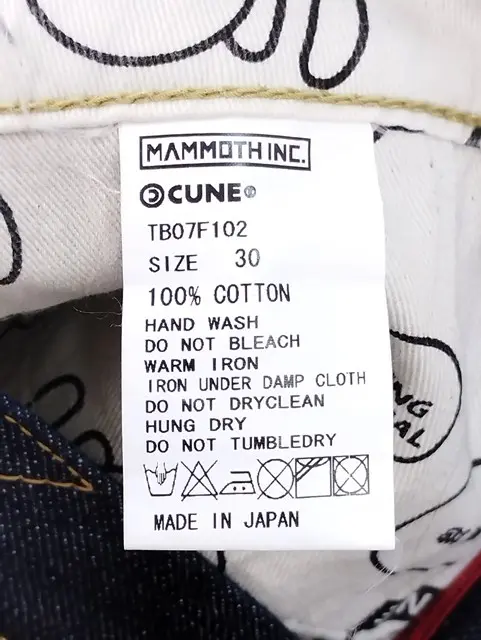 MAMMOTH INC.
CUNE®
TB07F102
SIZE 30
100% COTTON
HAND WASH
DO NOT BLEACH
WARM IRON
IRON UNDER DAMP CLOTH
DO NOT DRYCLEAN
HUNG DRY
DO NOT TUMBLEDRY
MADE IN JAPAN